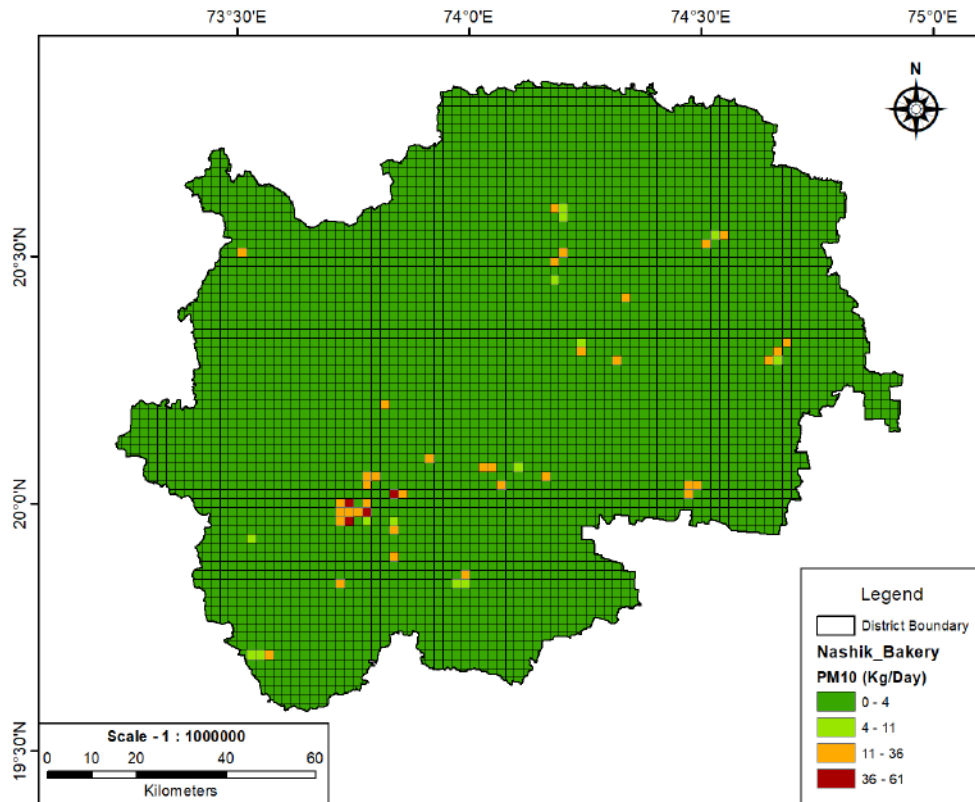 73°30'E 74°0'E 74°30'E 75°0'E
N
20°30'N
20°0'N
19°30'N
Legend
District Boundary
Nashik_Bakery
PM10 (Kg/Day)
0 - 4
4 - 11
11 - 36
36 - 61
Scale - 1 : 1000000
0 10 20 40 60
Kilometers